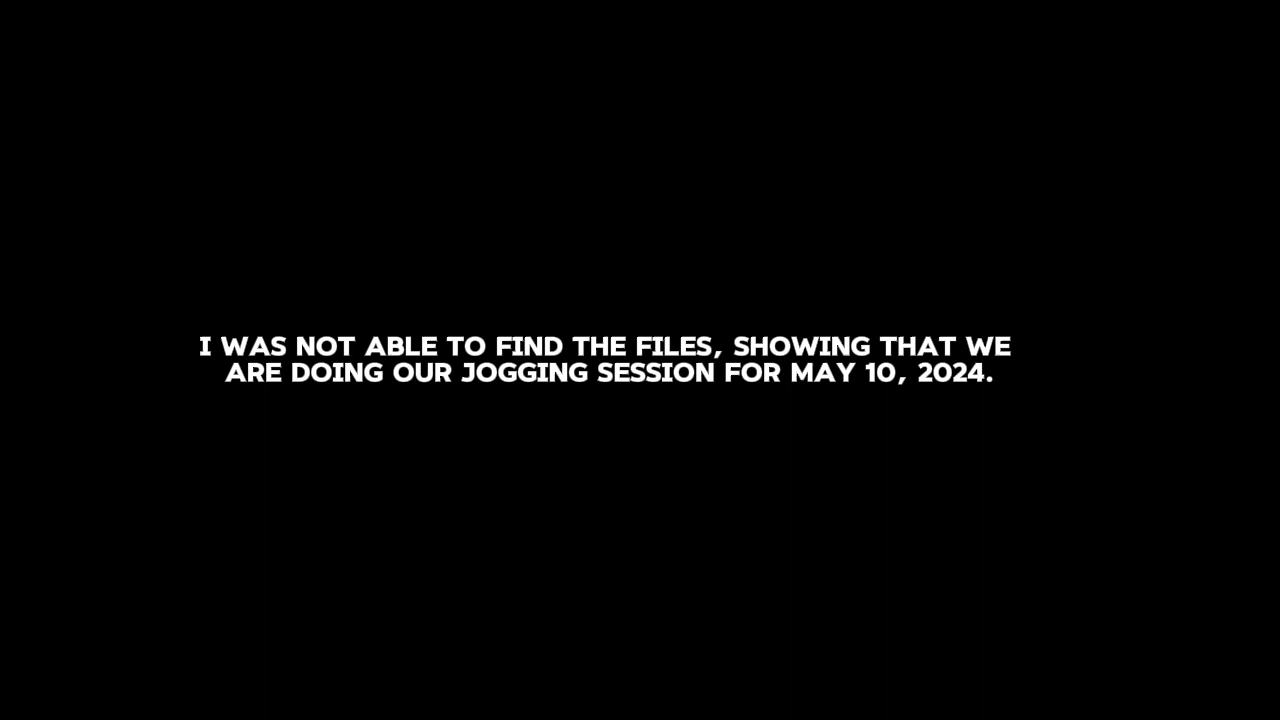 I WAS NOT ABLE TO FIND THE FILES, SHOWING THAT WE
ARE DOING OUR JOGGING SESSION FOR MAY 10, 2024.